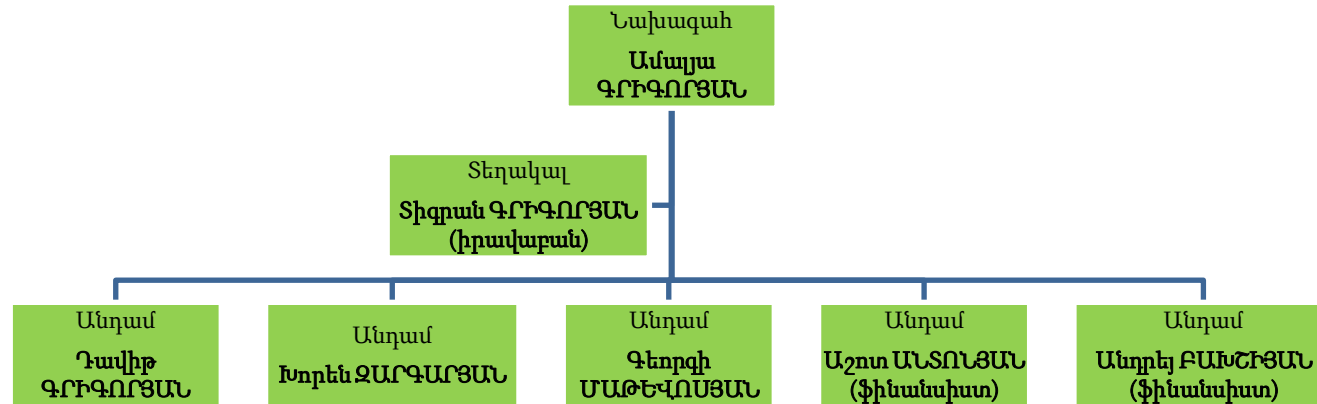 Նախագահ
Ամալյա
ԳՐԻԳՈՐՅԱՆ
Տեղակալ
Տիգրան ԳՐԻԳՈՐՅԱՆ
(իրավաբան)
Անդամ
Դավիթ
ԳՐԻԳՈՐՅԱՆ
Անդամ
Խորեն ԶԱՐԳԱՐՅԱՆ
Անդամ
Գեորգի
ՄԱԹԵՎՈՍՅԱՆ
Անդամ
Աշոտ ԱՆՏՈՆՅԱՆ
(ֆինանսիստ)
Անդամ
Անդրեյ ԲԱԽՇԻՅԱՆ
(ֆինանսիստ)